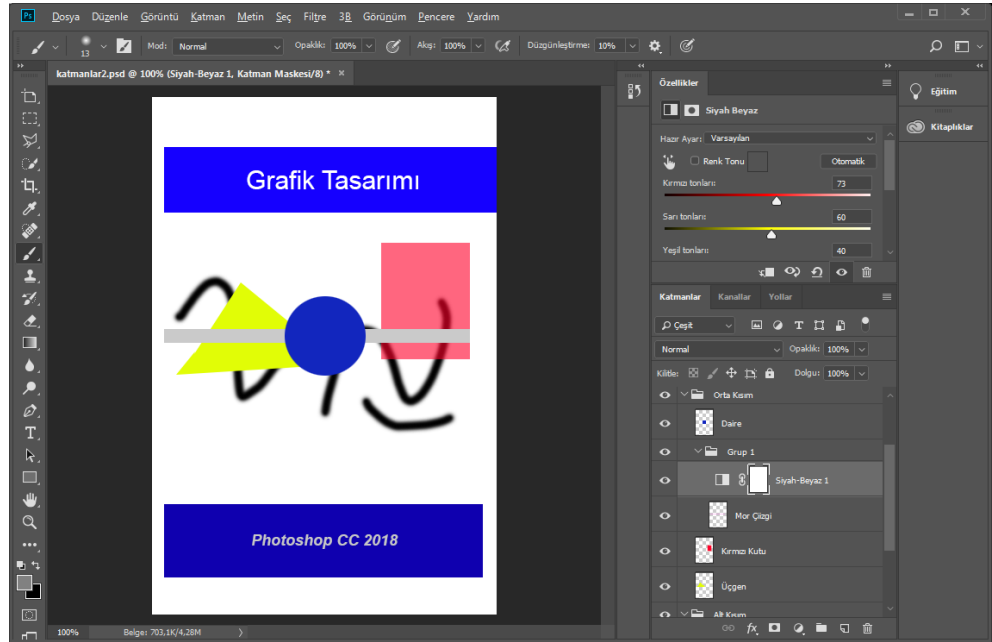 Ps Dosya Düzenle Görüntü Katman Metin Seç Filtre 3B Görünüm Pencere Yardım
13 Mod: Normal Opaklık: 100% Akış: 100% Düzgünleştirme: 10%
katmanlar2.psd @ 100% (Siyah-Beyaz 1, Katman Maskesi/8) * ×
Grafik Tasarımı
Photoshop CC 2018
100% Belge: 703,1K/4,28M
Özellikler
Siyah Beyaz
Hazır Ayar: Varsayılan
Renk Tonu Otomatik
Kırmızı tonları: 73
Sarı tonları: 60
Yeşil tonları: 40
Katmanlar Kanallar Yollar
Çeşit
Normal Opaklık: 100%
Kilitle: Dolgu: 100%
Orta Kısım
Daire
Grup 1
Siyah-Beyaz 1
Mor Çiizgi
Kırmızı Kutu
Üçgen
Alt Kısım
Eğitim
Kitaplıklar